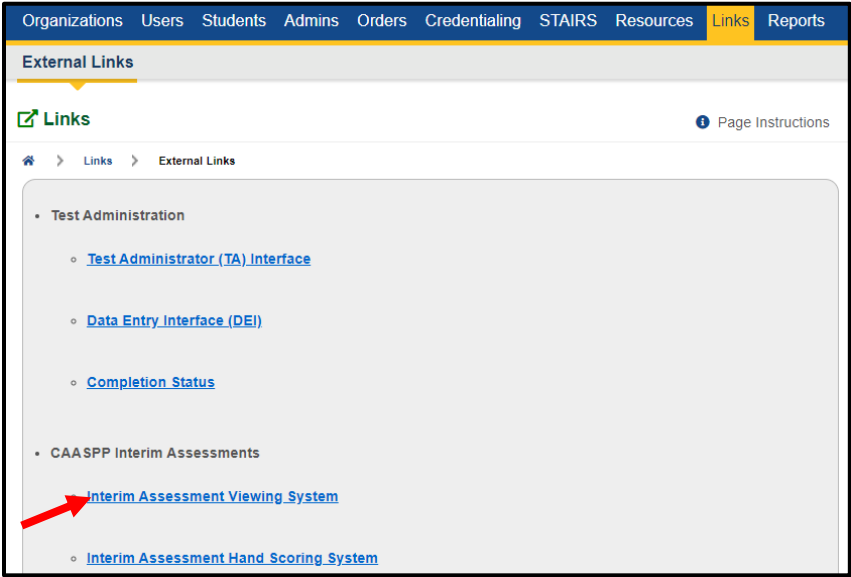 Organizations Users Students Admins Orders Credentialing STAIRS Resources Links Reports
External Links
Links
Page Instructions
Links External Links
Test Administration
Test Administrator (TA) Interface
Data Entry Interface (DEI)
Completion Status
CAASPP Interim Assessments
Interim Assessment Viewing System
Interim Assessment Hand Scoring System